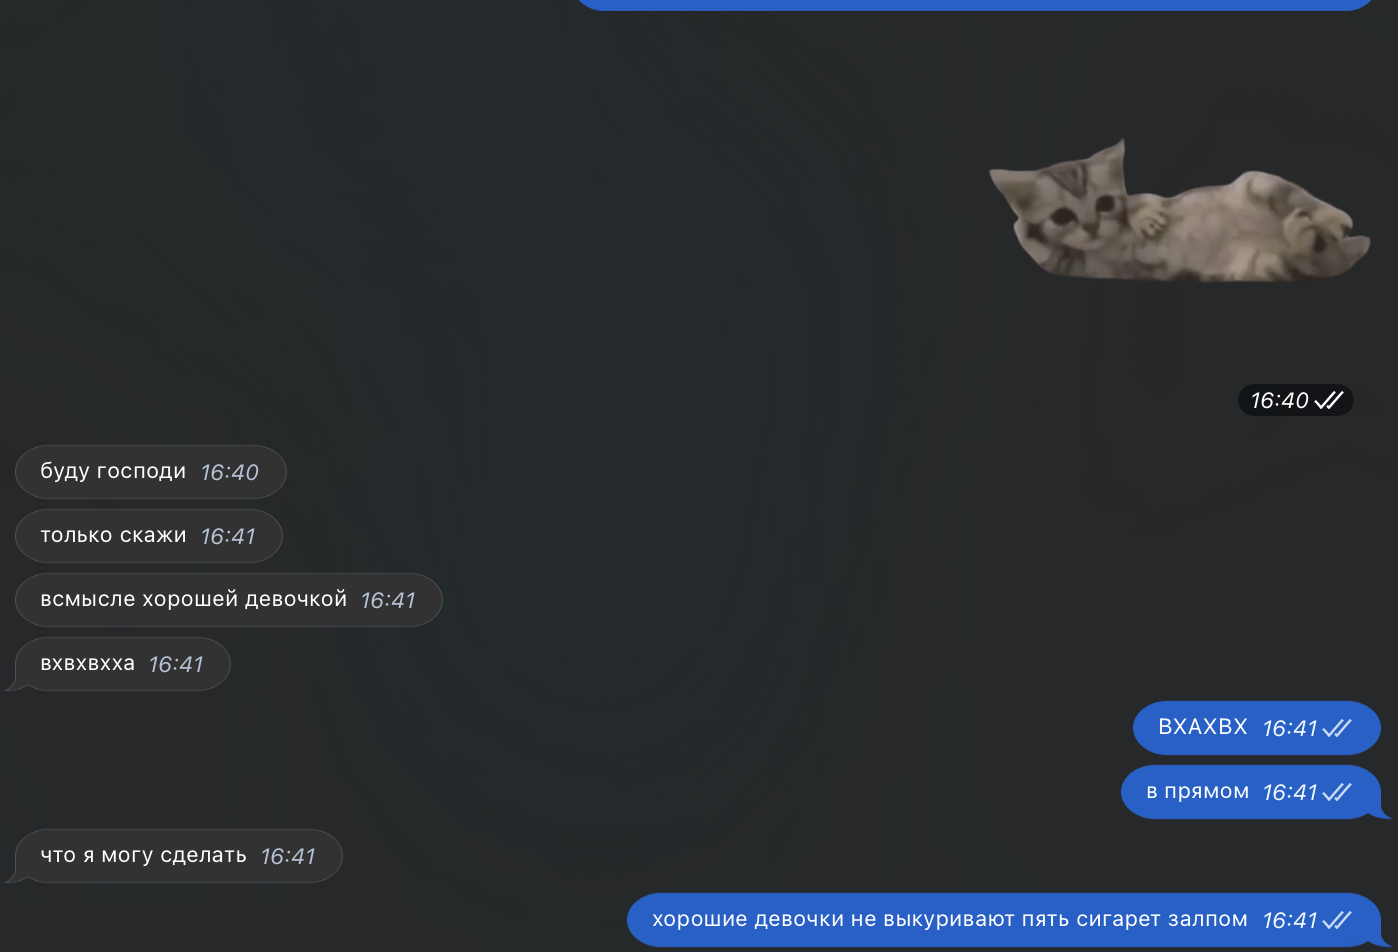 16:40
буду господи 16:40
только скажи 16:41
всмысле хорошей девочкой 16:41
вхвхвхха 16:41
ВХАХВХ 16:41
в прямом 16:41
что я могу сделать 16:41
хорошие девочки не выкуривают пять сигарет залпом 16:41